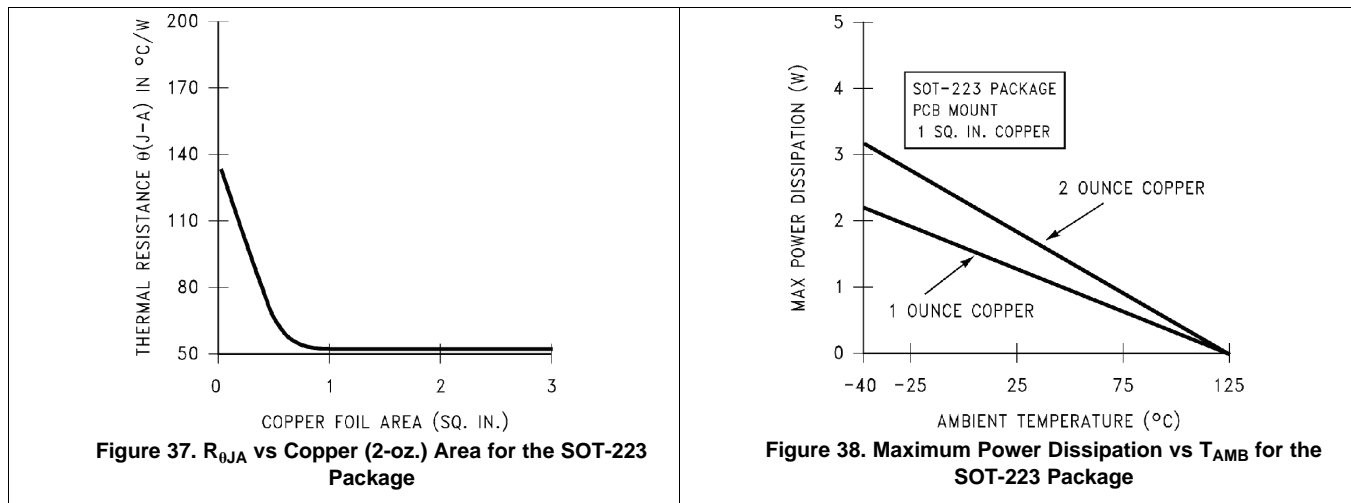 200
170
140
110
80
50
0
1
2
3
THERMAL RESISTANCE θ(J-A) IN °C/W
COPPER FOIL AREA (SQ. IN.)
Figure 37. RθJA vs Copper (2-oz.) Area for the SOT-223
Package
5
4
3
2
1
0
-40
-25
25
75
125
MAX POWER DISSIPATION (W)
SOT-223 PACKAGE
PCB MOUNT
1 SQ. IN. COPPER
2 OUNCE COPPER
1 OUNCE COPPER
AMBIENT TEMPERATURE (°C)
Figure 38. Maximum Power Dissipation vs TAMB for the
SOT-223 Package